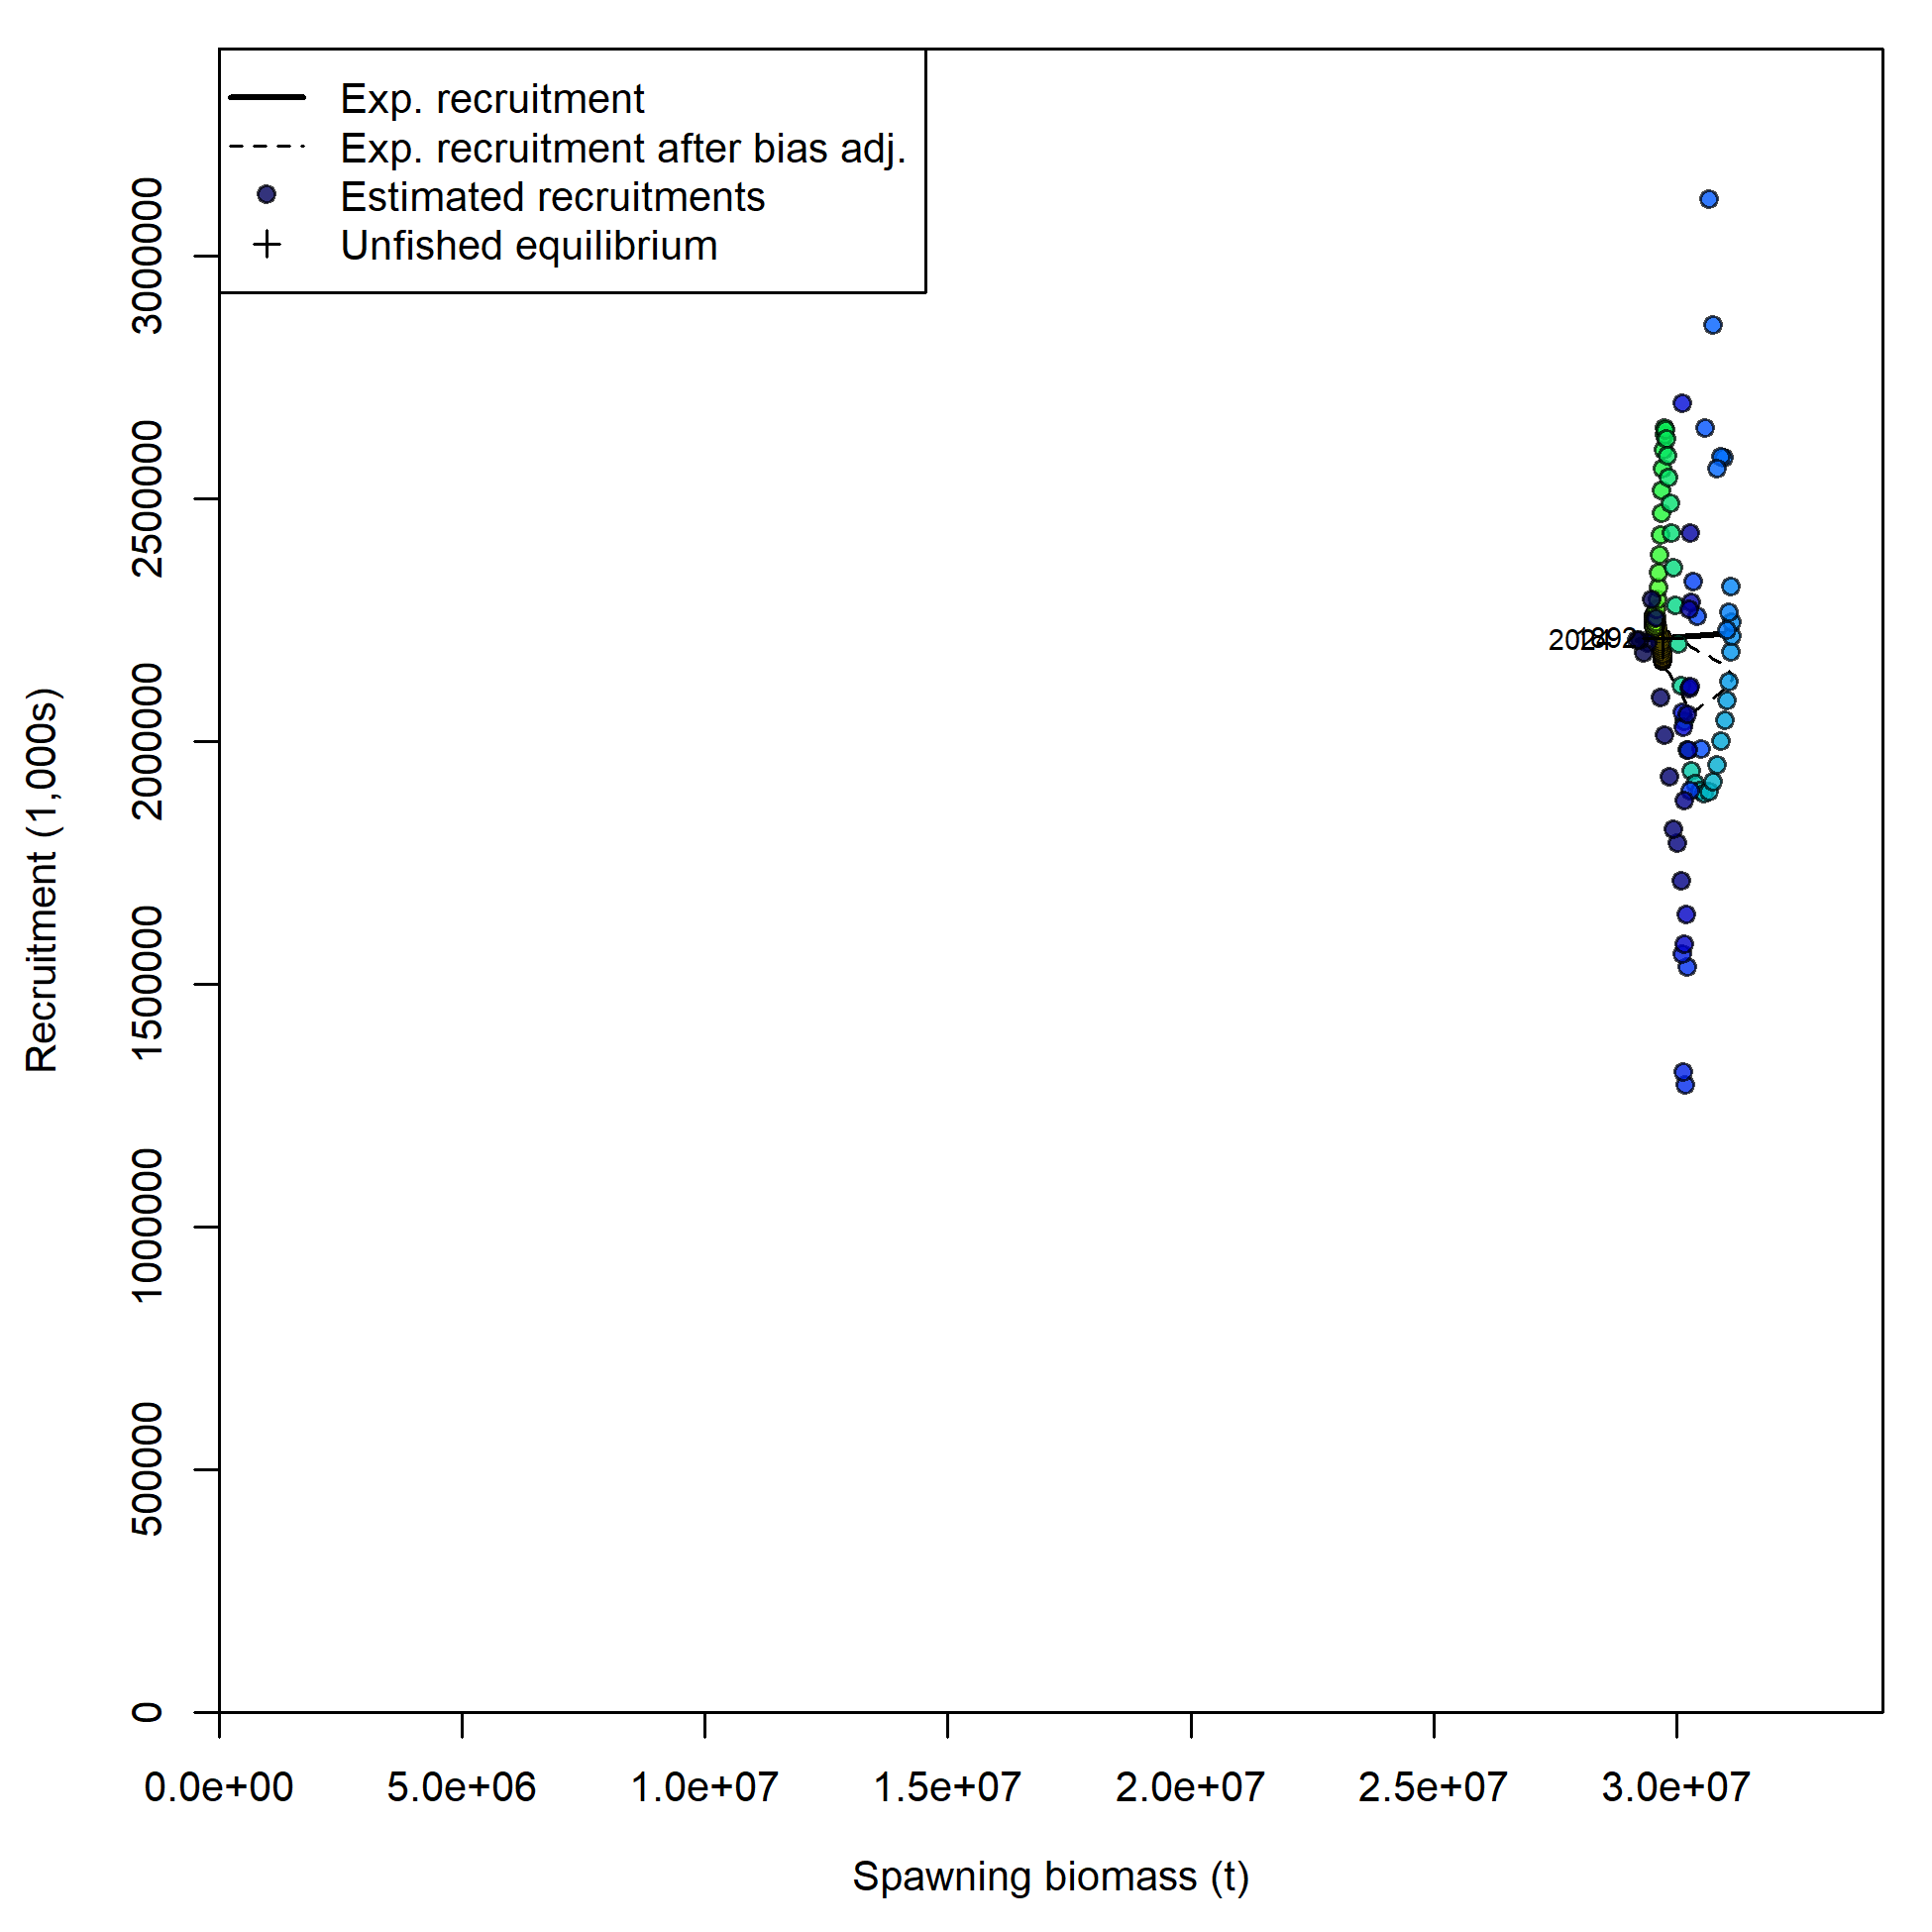 Exp. recruitment
Exp. recruitment after bias adj.
Estimated recruitments
Unfished equilibrium
3000000
2500000
2000000
1500000
1000000
500000
0
Recruitment (1,000s)
2024
1892
0.0e+00 5.0e+06 1.0e+07 1.5e+07 2.0e+07 2.5e+07 3.0e+07
Spawning biomass (t)